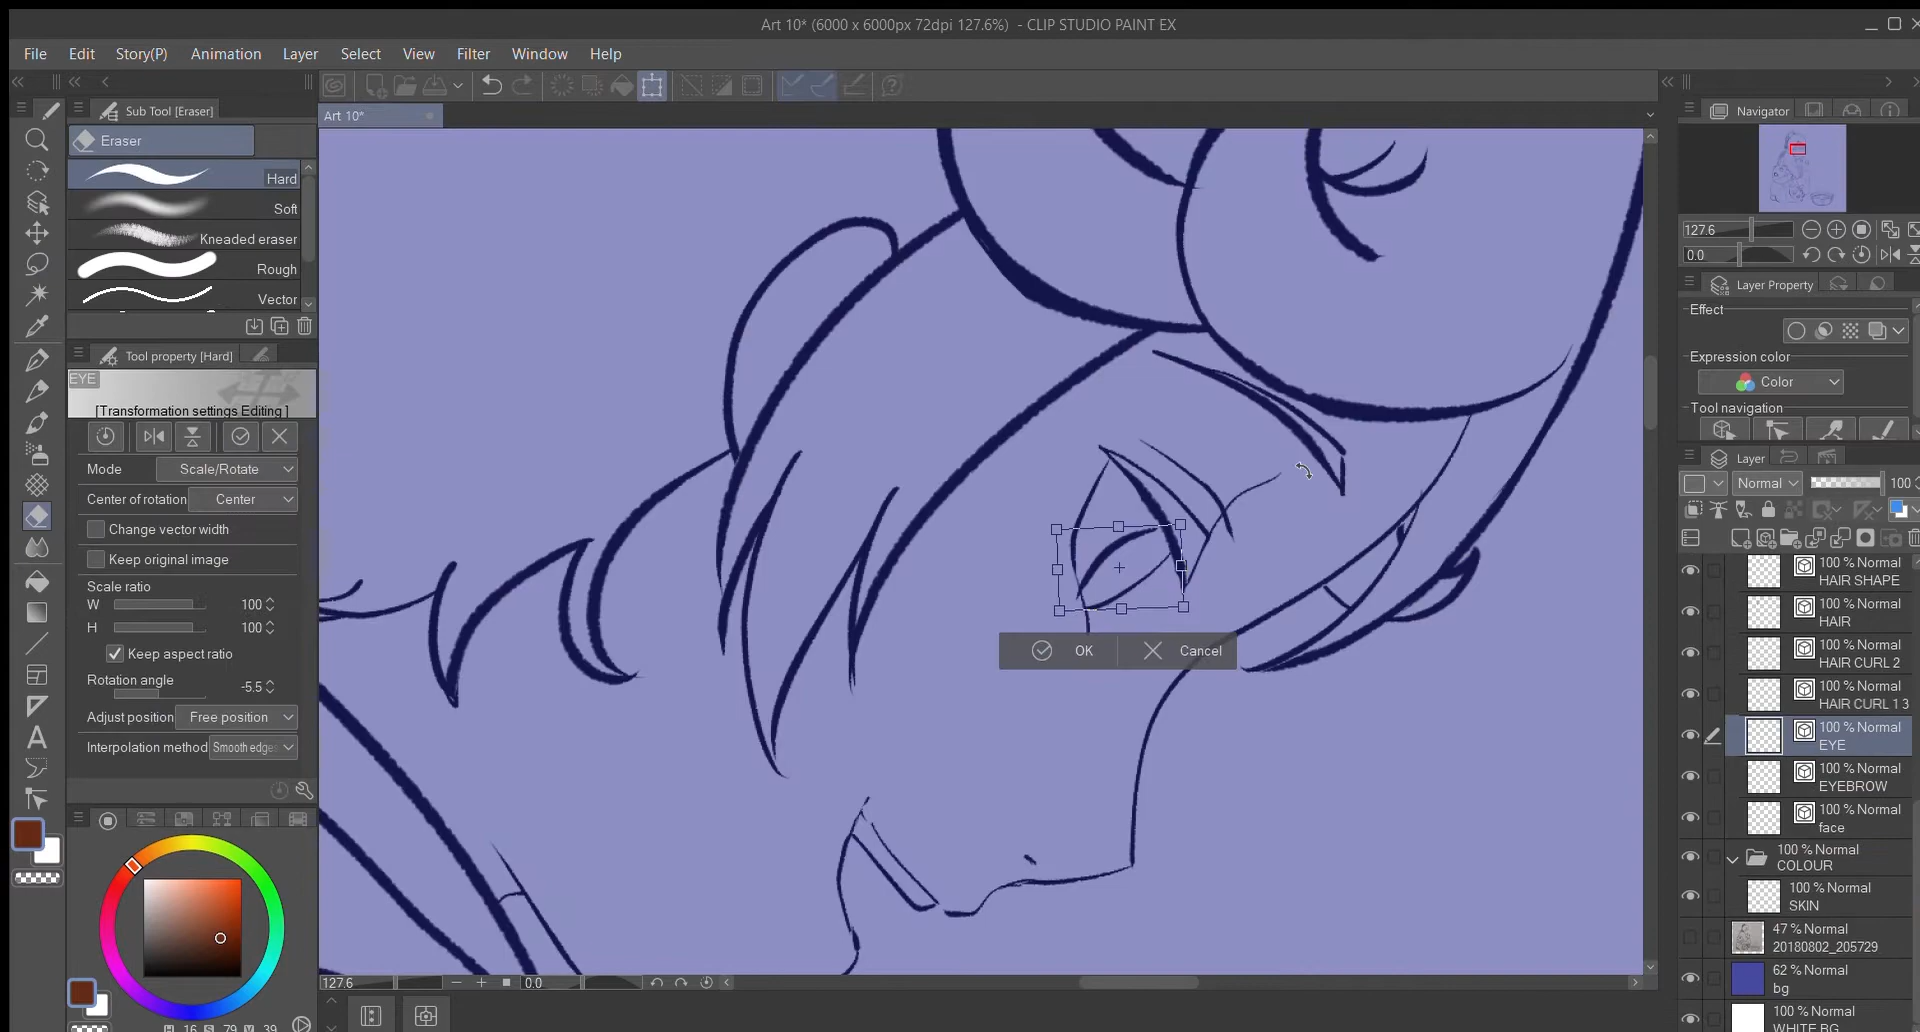 Art 10* (6000 x 6000px 72dpi 127.6%) - CLIP STUDIO PAINT EX
File Edit Story(P) Animation Layer Select View Filter Window Help
Sub Tool [Eraser]
Eraser
Hard
Soft
Kneaded eraser
Rough
Vector
Tool property [Hard]
EYE
[Transformation settings Editing ]
Mode Scale/Rotate
Center of rotation Center
Change vector width
Keep original image
Scale ratio
W 100
H 100
Keep aspect ratio
Rotation angle
-5.5
Adjust position Free position
Interpolation method Smooth edges
H 16 S 79 V 39
Art 10*
OK Cancel
127.6 0.0
Navigator
127.6
0.0
Layer Property
Effect
Expression color
Color
Tool navigation
Layer
Normal 100
100 % Normal
HAIR SHAPE
100 % Normal
HAIR
100 % Normal
HAIR CURL 2
100 % Normal
HAIR CURL 1 3
100 % Normal
EYE
100 % Normal
EYEBROW
100 % Normal
face
100 % Normal
COLOUR
100 % Normal
SKIN
47 % Normal
20180802_205729
62 % Normal
bg
100 % Normal
WHITE BG